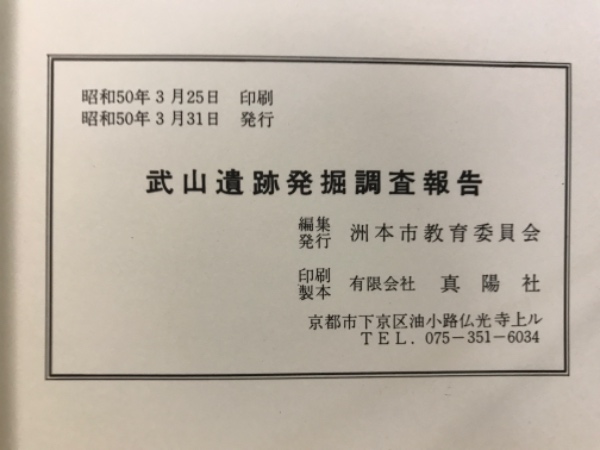 昭和50年3月25日 印刷
昭和50年3月31日 発行
武山遺跡発掘調査報告
編集
発行 洲本市教育委員会
印刷
製本 有限会社 真陽社
京都市下京区油小路仏光寺上ル
TEL. 075-351-6034